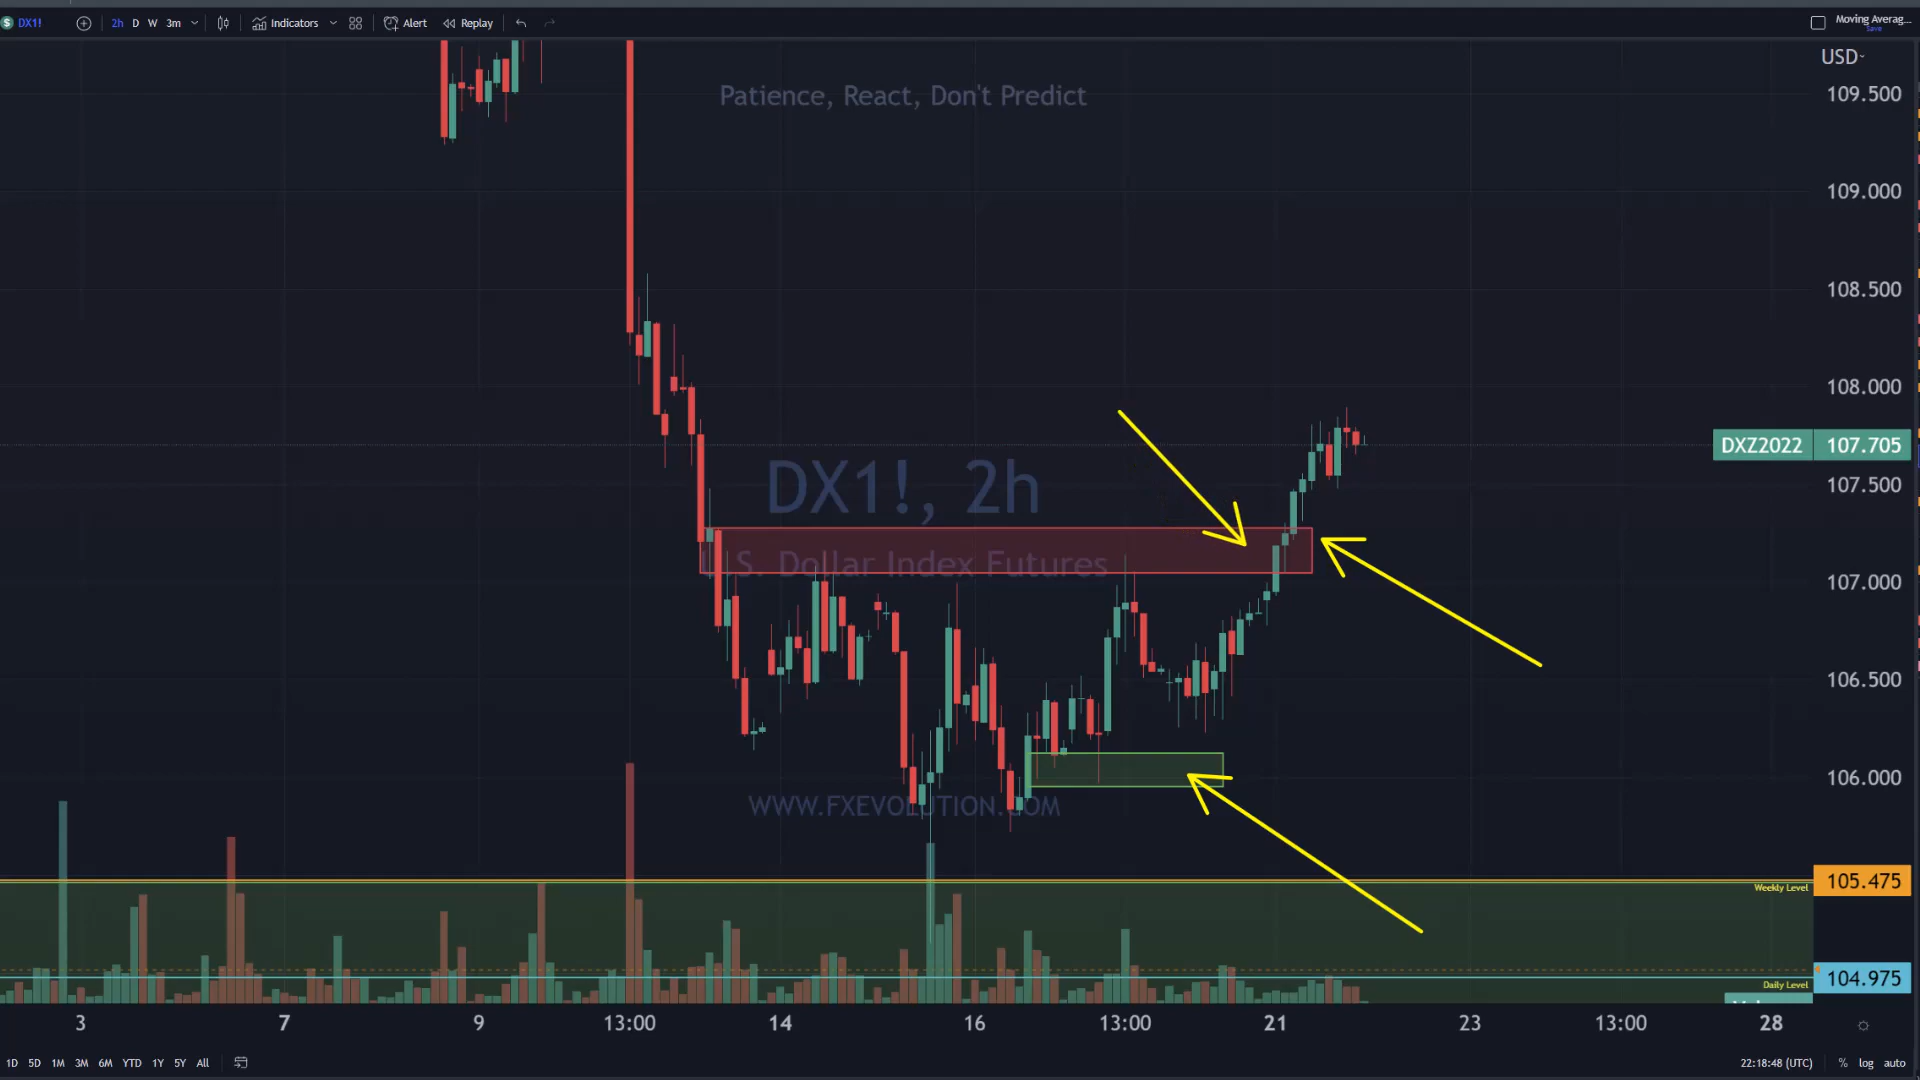 DX1! 2h D W 3m Indicators Alert Replay Moving Averag...
Save
USD
109.500
Patience, React, Don't Predict
109.000
108.500
108.000
DXZ2022 107.705
107.500
DX1!, 2h
U.S. Dollar Index Futures
107.000
106.500
106.000
WWW.FXEVOLUTION.COM
105.475
Weekly Level
104.975
Daily Level
3 7 9 13:00 14 16 13:00 21 23 13:00 28
1D 5D 1M 3M 6M YTD 1Y 5Y All 22:18:48 (UTC) % log auto